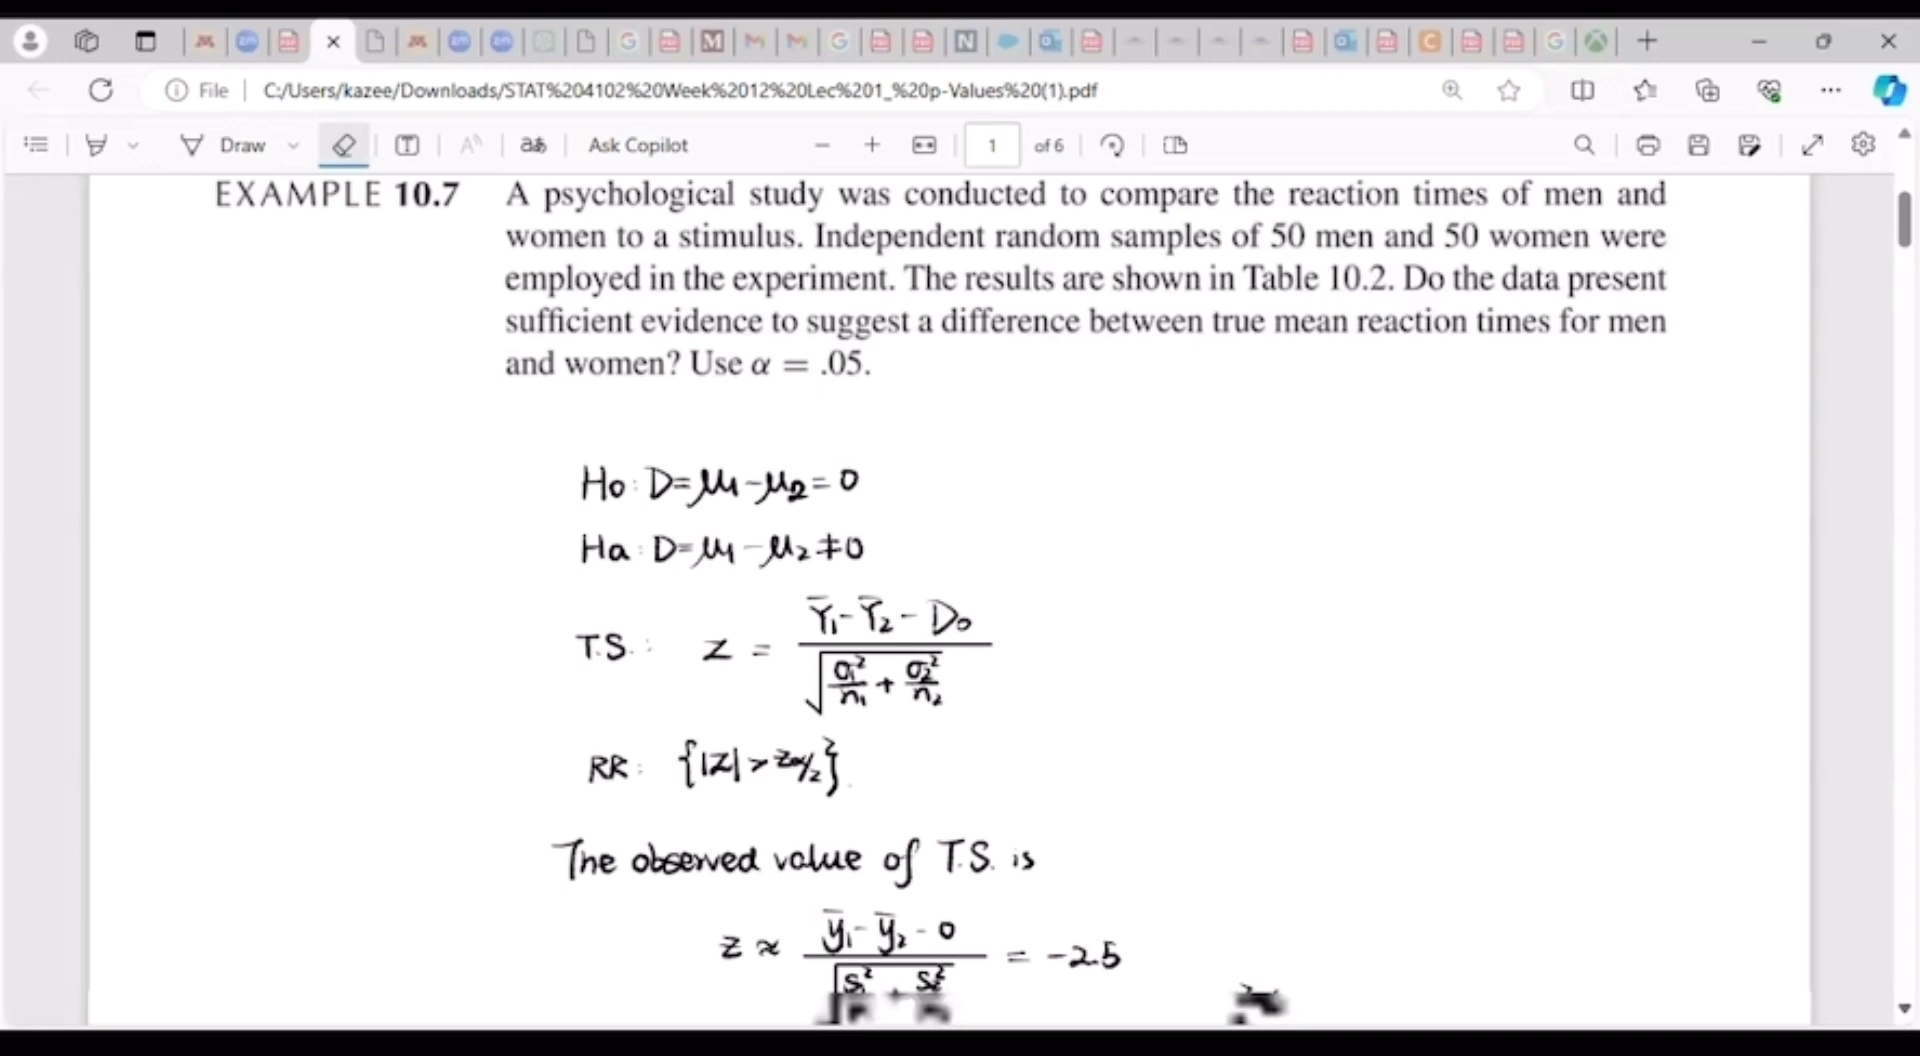 File | C:/Users/kazee/Downloads/STAT%204102%20Week%2012%20Lec%201_%20p-Values%20(1).pdf
Draw
Ask Copilot
1 of 6
EXAMPLE 10.7 A psychological study was conducted to compare the reaction times of men and
women to a stimulus. Independent random samples of 50 men and 50 women were
employed in the experiment. The results are shown in Table 10.2. Do the data present
sufficient evidence to suggest a difference between true mean reaction times for men
and women? Use α = .05.
Ho: D=μ1-μ2=0
Ha: D=μ1-μ2≠0
T.S.: Z = (Ȳ1-Ȳ2-D0) / √(σ1²/n1 + σ2²/n2)
RR: {|Z|>zα/2}
The observed value of T.S. is
z ≈ (ȳ1-ȳ2-0) / √(S1² + S2² = -2.5